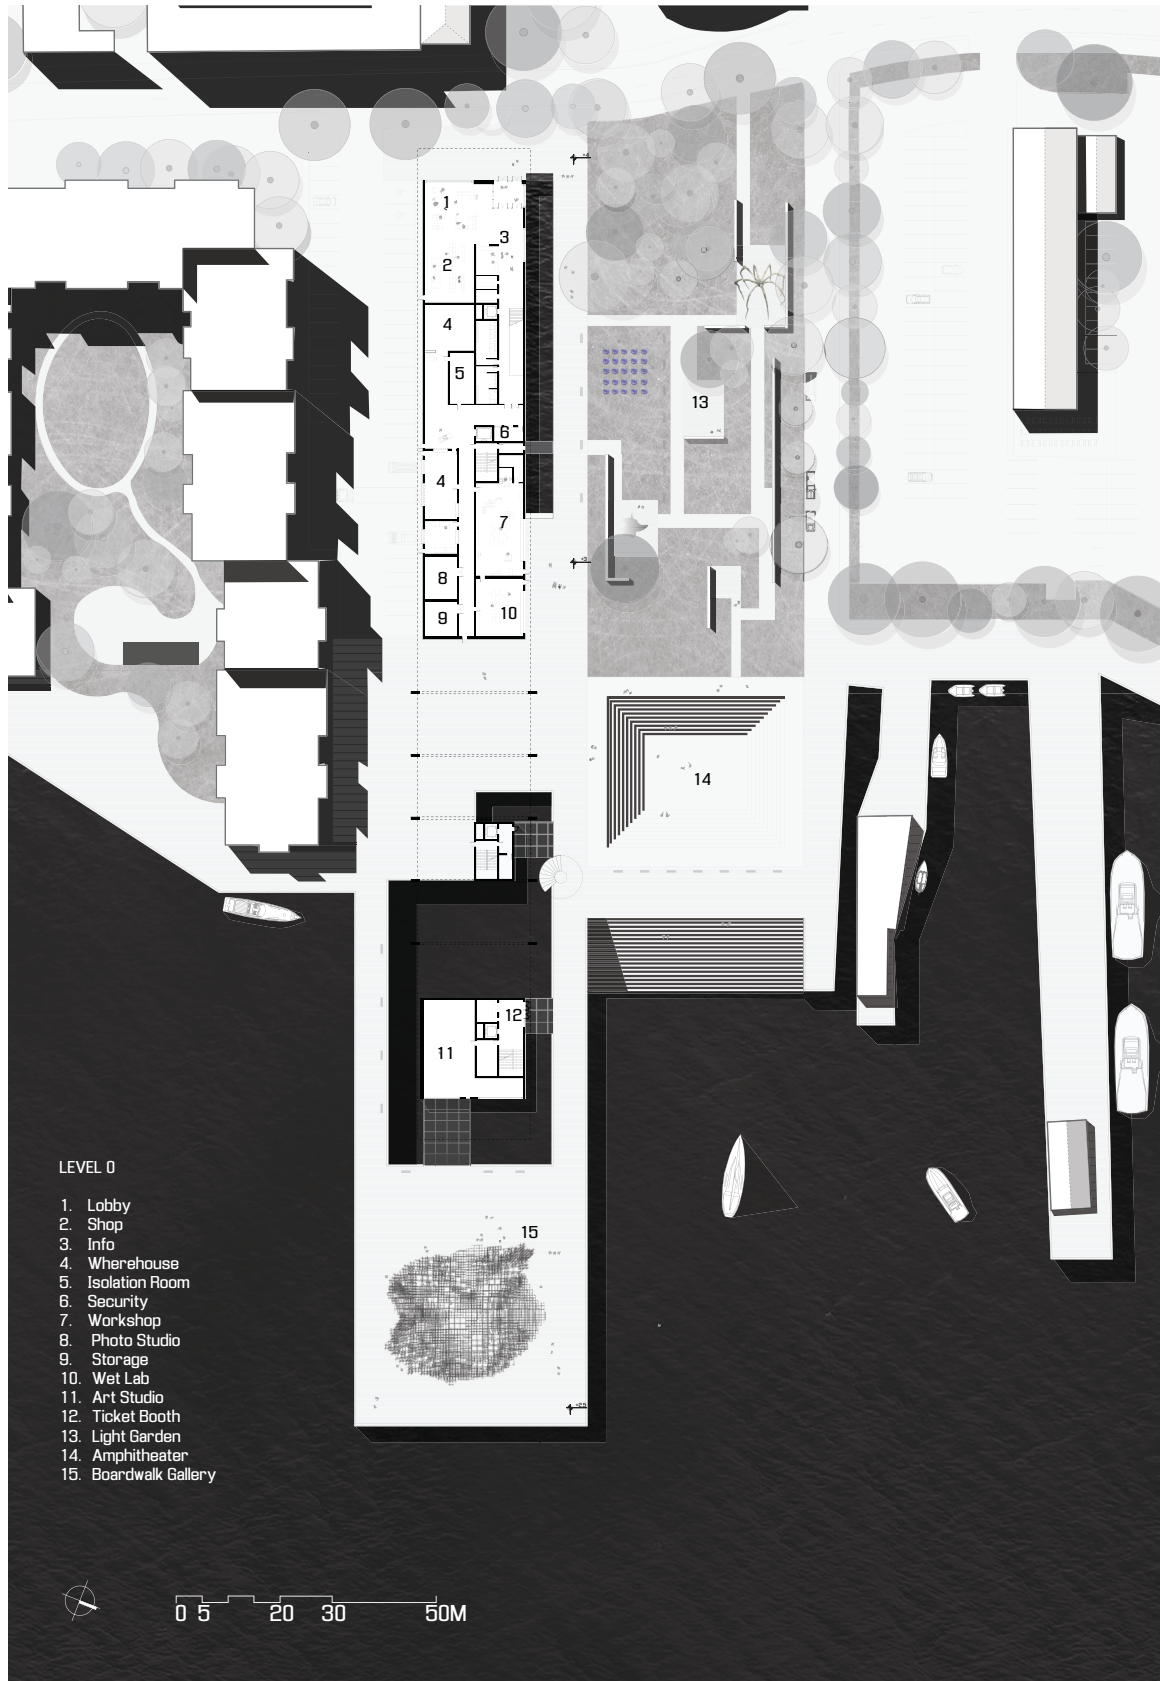 1
3
2
4
5
13
6
4
7
8
9
10
14
12
11
15
LEVEL 0
1. Lobby
2. Shop
3. Info
4. Wherehouse
5. Isolation Room
6. Security
7. Workshop
8. Photo Studio
9. Storage
10. Wet Lab
11. Art Studio
12. Ticket Booth
13. Light Garden
14. Amphitheater
15. Boardwalk Gallery
0 5 20 30 50M